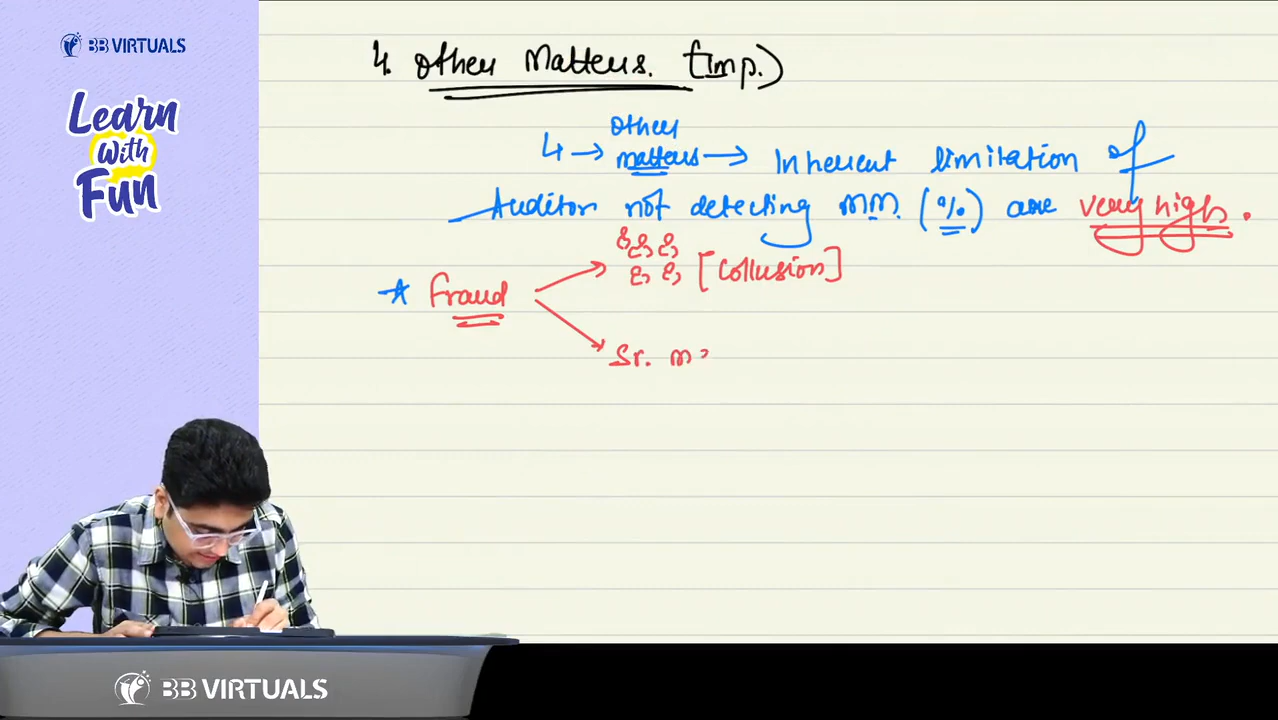 BB VIRTUALS
Learn
with
Fun
4. Other Matters. (Imp.)
4 → Other matters → Inherent limitation of
Auditor not detecting MM (%) are very high.
* Fraud
[Collusion]
Sr. m
BB VIRTUALS